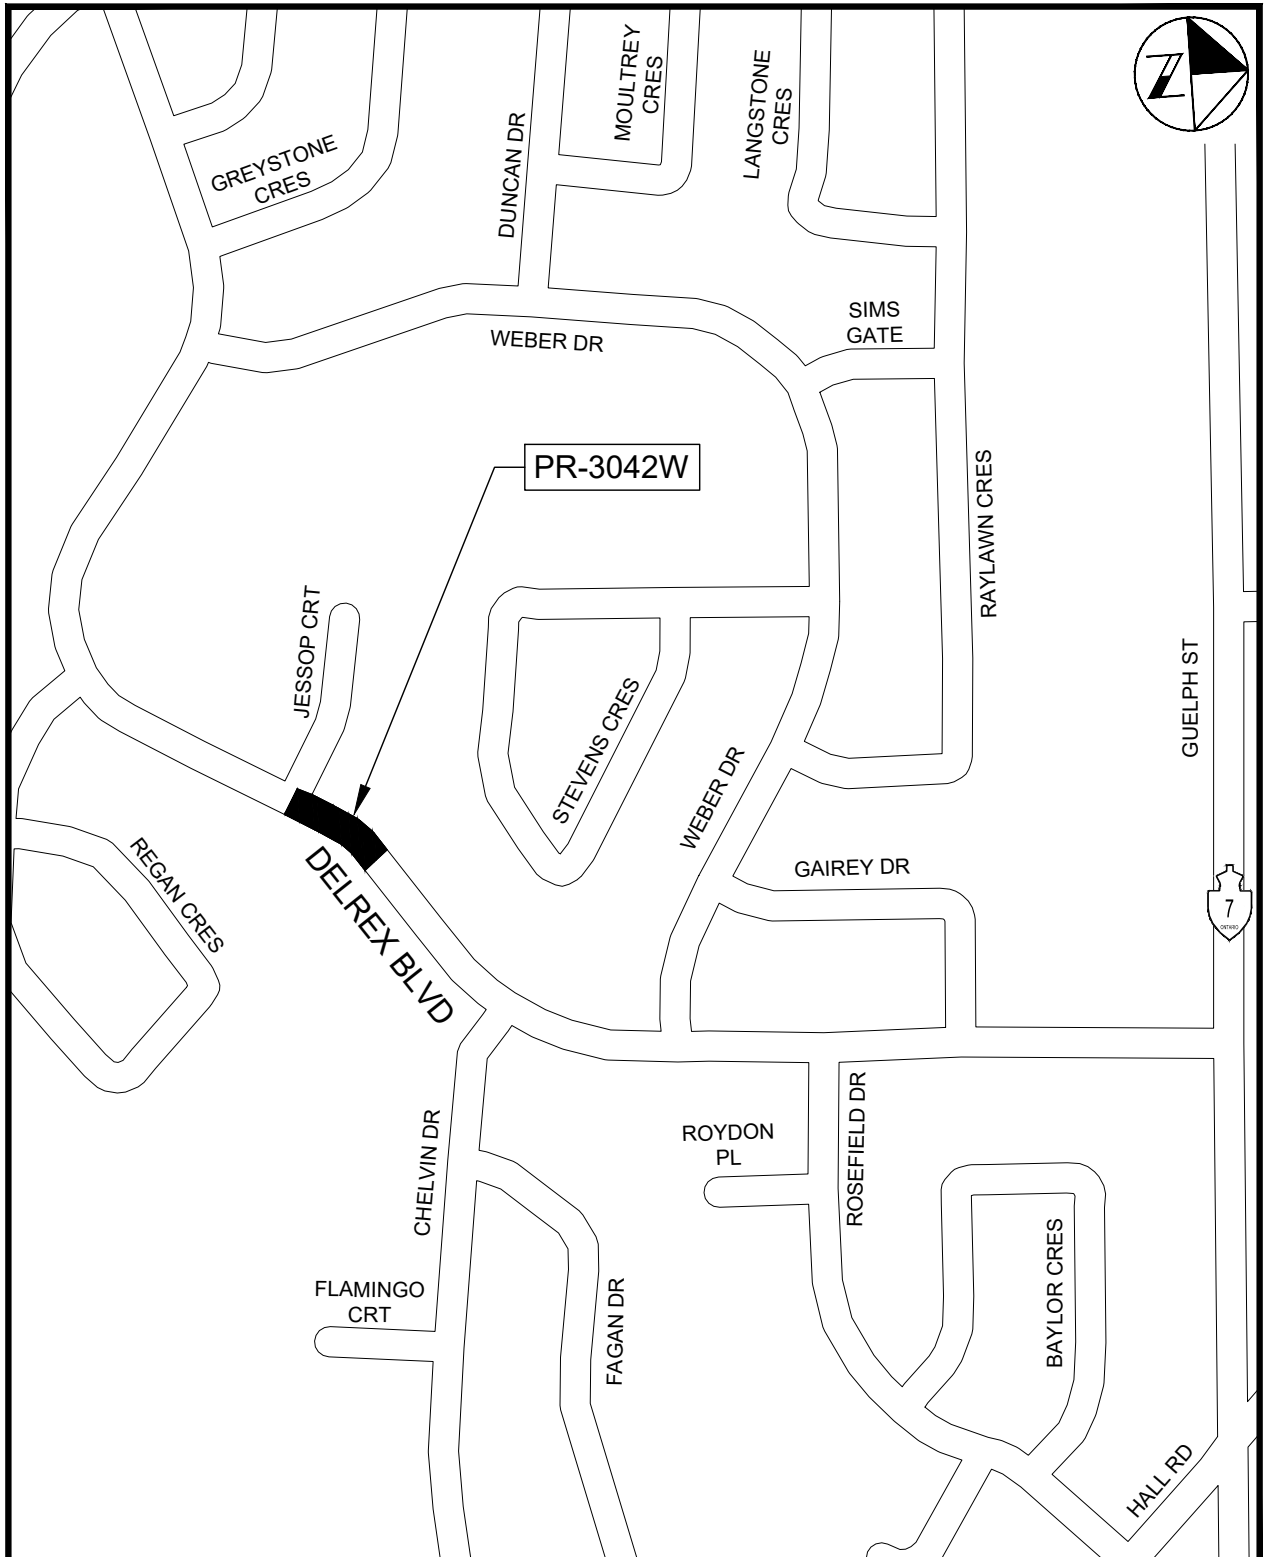 MOULTREY
CRES
LANGSTONE
CRES
N
GREYSTONE
CRES
DUNCAN DR
SIMS
GATE
WEBER DR
PR-3042W
RAYLAWN CRES
JESSOP CRT
STEVENS CRES
GUELPH ST
WEBER DR
REGAN CRES
DELREX BLVD
GAIREY DR
7
ONTARIO
CHELVIN DR
ROYDON
PL
ROSEFIELD DR
BAYLOR CRES
FLAMINGO
CRT
FAGAN DR
HALL RD